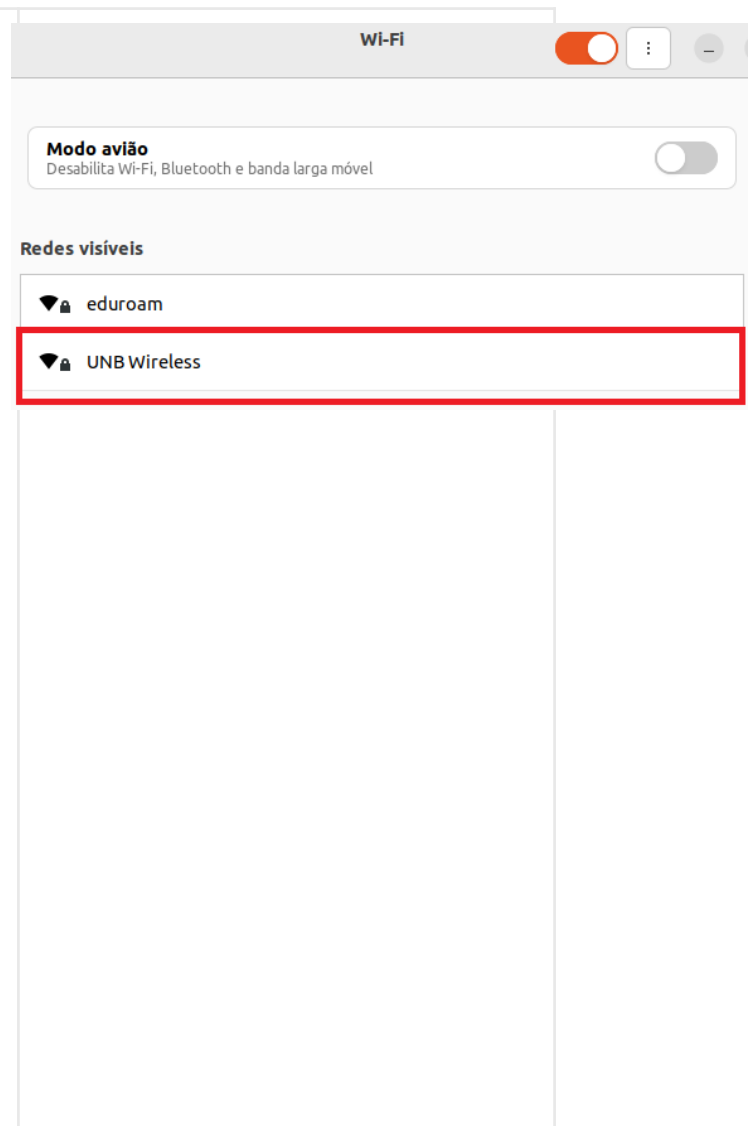 Wi-Fi
Modo avião
Desabilita Wi-Fi, Bluetooth e banda larga móvel
Redes visíveis
eduroam
UNB Wireless